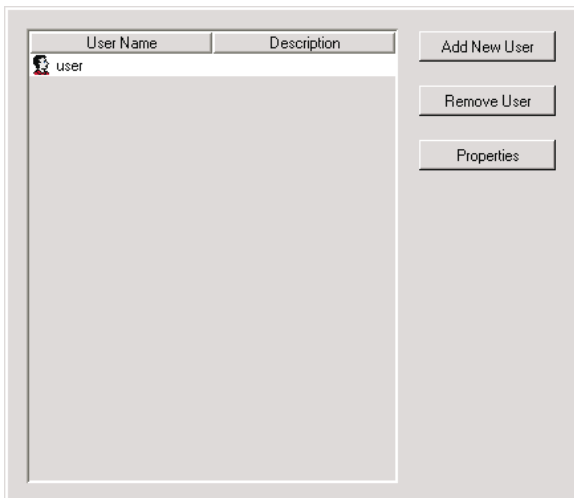 User Name Description
user
Add New User
Remove User
Properties